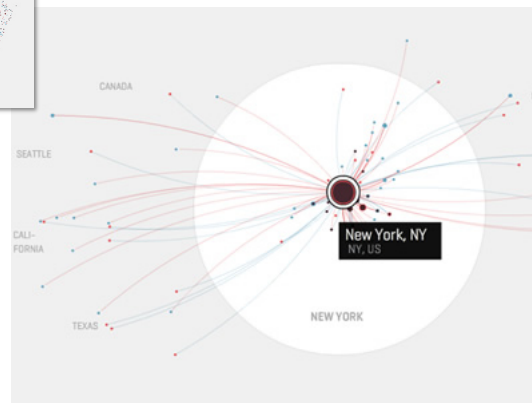 CANADA
SEATTLE
CALI-
FORNIA
New York, NY
NY, US
NEW YORK
TEXAS